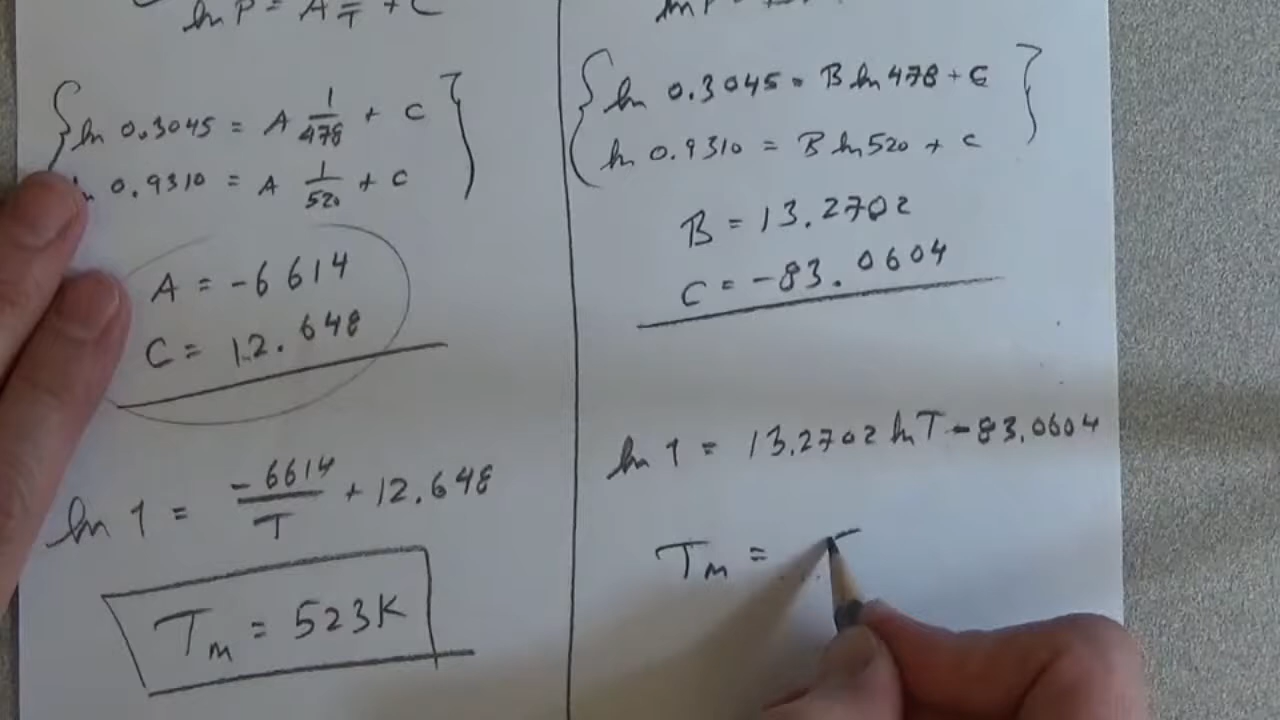 ln P = A 1/T + C
{ ln 0.3045 = A 1/478 + C
0.9310 = A 1/520 + C }
A = -6614
C = 12.648
ln 1 = -6614/T + 12.648
Tm = 523K
{ ln 0.3045 = B ln 478 + C }
ln 0.9310 = B ln 520 + C
B = 13.2702
C = -83.0604
ln 1 = 13.2702 ln T - 83.0604
Tm =